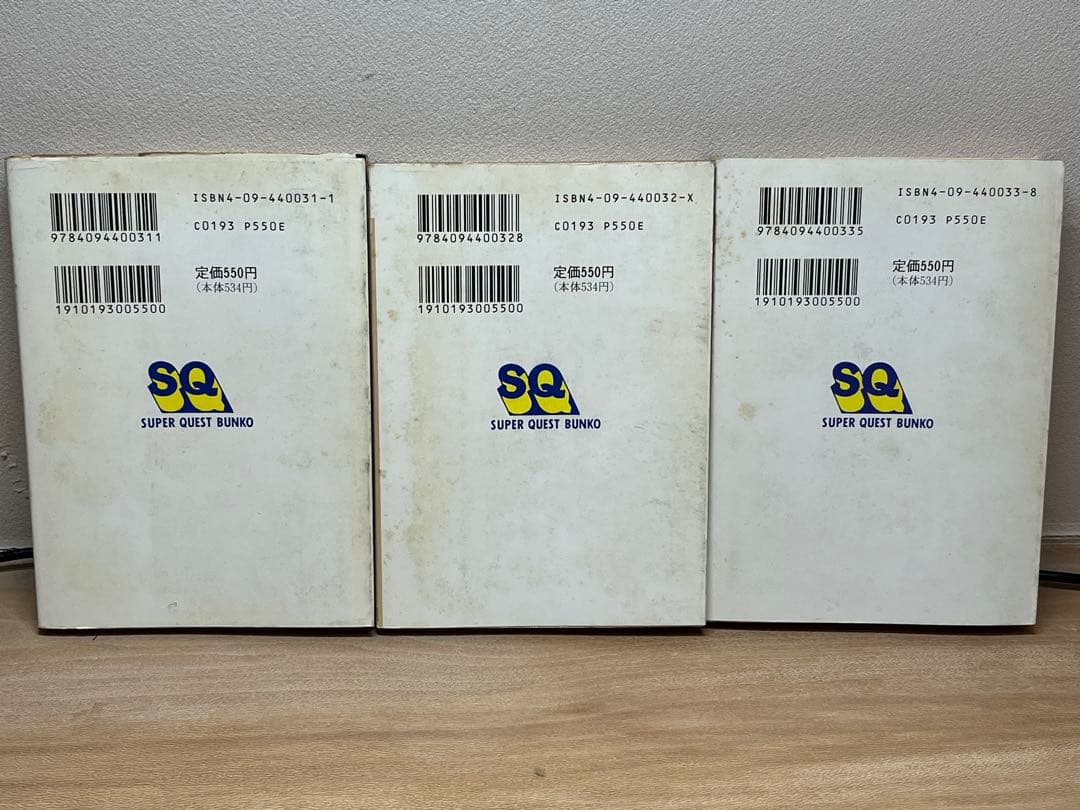 ISBN4-09-440031-1
9784094400311
C0193 P550E
定価550円
(本体534円)
1910193005500
SQ
SUPER QUEST BUNKO
ISBN4-09-440032-X
9784094400328
C0193 P550E
定価550円
(本体534円)
1910193005500
SQ
SUPER QUEST BUNKO
ISBN4-09-440033-8
9784094400335
C0193 P550E
定価550円
(本体534円)
1910193005500
SQ
SUPER QUEST BUNKO